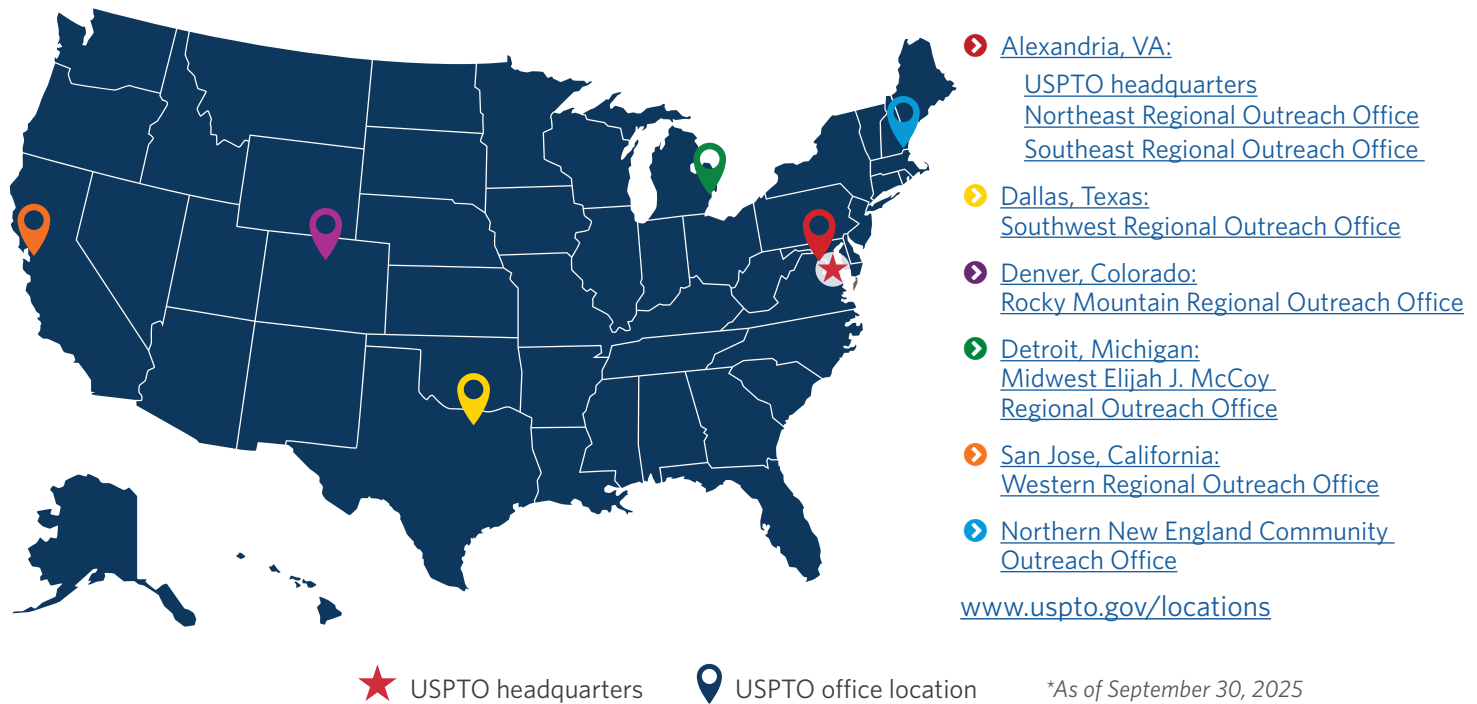 Alexandria, VA:
USPTO headquarters
Northeast Regional Outreach Office
Southeast Regional Outreach Office
Dallas, Texas:
Southwest Regional Outreach Office
Denver, Colorado:
Rocky Mountain Regional Outreach Office
Detroit, Michigan:
Midwest Elijah J. McCoy
Regional Outreach Office
San Jose, California:
Western Regional Outreach Office
Northern New England Community
Outreach Office
www.uspto.gov/locations
USPTO headquarters
USPTO office location
*As of September 30, 2025